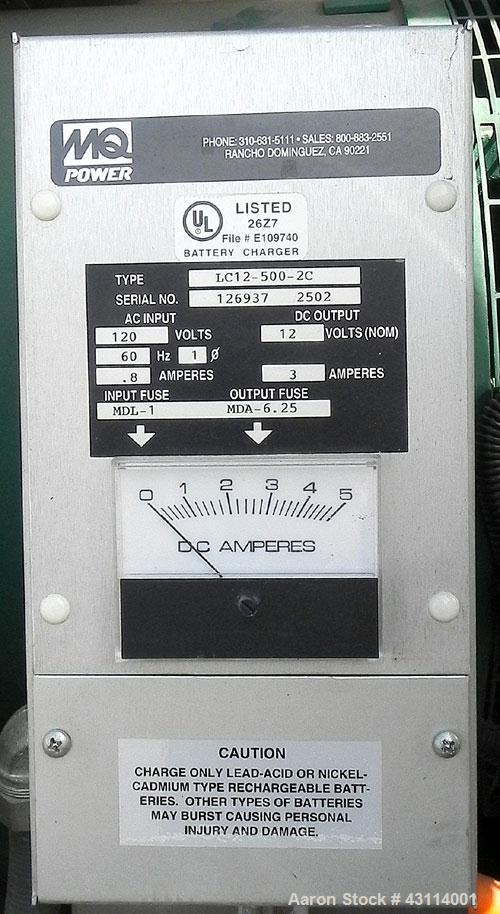 MQ
POWER
PHONE: 310-631-5111 • SALES: 800-883-2551
RANCHO DOMINGUEZ, CA 90221
UL
LISTED
26Z7
File # E109740
BATTERY CHARGER
TYPE LC12-500-2C
SERIAL NO. 126937 2502
AC INPUT DC OUTPUT
120 VOLTS 12 VOLTS (NOM)
60 Hz 1 Ø
.8 AMPERES 3 AMPERES
INPUT FUSE OUTPUT FUSE
MDL-1 MDA-6.25
0 1 2 3 4 5
DC AMPERES
CAUTION
CHARGE ONLY LEAD-ACID OR NICKEL-
CADMIUM TYPE RECHARGEABLE BATT-
ERIES. OTHER TYPES OF BATTERIES
MAY BURST CAUSING PERSONAL
INJURY AND DAMAGE.
Aaron Stock # 43114001